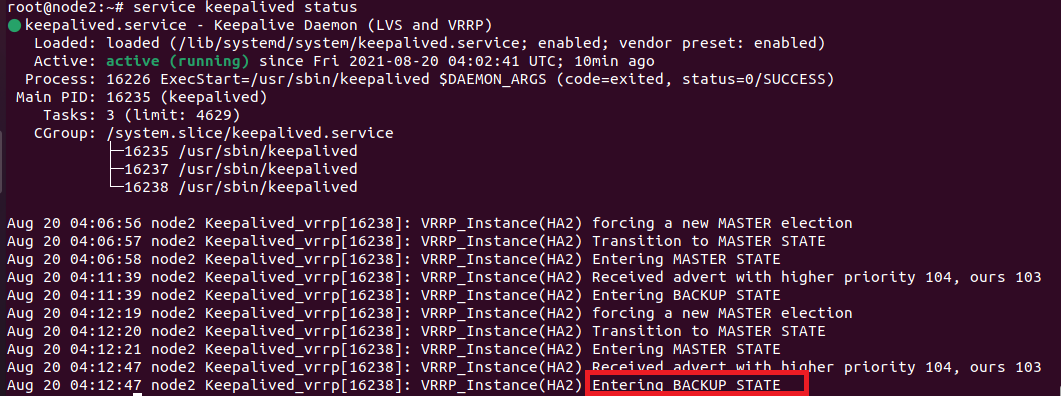 root@node2:~# service keepalived status
●keepalived.service - Keepalive Daemon (LVS and VRRP)
   Loaded: loaded (/lib/systemd/system/keepalived.service; enabled; vendor preset: enabled)
   Active: active (running) since Fri 2021-08-20 04:02:41 UTC; 10min ago
  Process: 16226 ExecStart=/usr/sbin/keepalived $DAEMON_ARGS (code=exited, status=0/SUCCESS)
 Main PID: 16235 (keepalived)
    Tasks: 3 (limit: 4629)
   CGroup: /system.slice/keepalived.service
           ├─16235 /usr/sbin/keepalived
           ├─16237 /usr/sbin/keepalived
           └─16238 /usr/sbin/keepalived
Aug 20 04:06:56 node2 Keepalived_vrrp[16238]: VRRP_Instance(HA2) forcing a new MASTER election
Aug 20 04:06:57 node2 Keepalived_vrrp[16238]: VRRP_Instance(HA2) Transition to MASTER STATE
Aug 20 04:06:58 node2 Keepalived_vrrp[16238]: VRRP_Instance(HA2) Entering MASTER STATE
Aug 20 04:11:39 node2 Keepalived_vrrp[16238]: VRRP_Instance(HA2) Received advert with higher priority 104, ours 103
Aug 20 04:11:39 node2 Keepalived_vrrp[16238]: VRRP_Instance(HA2) Entering BACKUP STATE
Aug 20 04:12:19 node2 Keepalived_vrrp[16238]: VRRP_Instance(HA2) forcing a new MASTER election
Aug 20 04:12:20 node2 Keepalived_vrrp[16238]: VRRP_Instance(HA2) Transition to MASTER STATE
Aug 20 04:12:21 node2 Keepalived_vrrp[16238]: VRRP_Instance(HA2) Entering MASTER STATE
Aug 20 04:12:47 node2 Keepalived_vrrp[16238]: VRRP_Instance(HA2) Received advert with higher priority 104, ours 103
Aug 20 04:12:47 node2 Keepalived_vrrp[16238]: VRRP_Instance(HA2) Entering BACKUP STATE